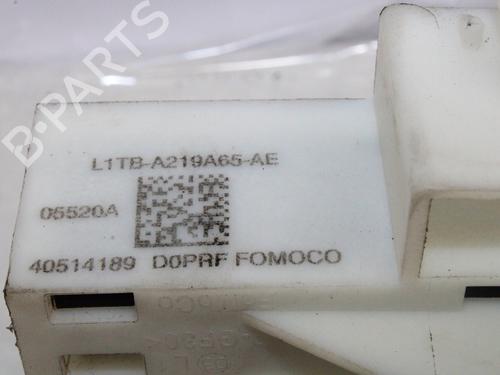 B-PARTS
L1TB-A219A65-AE
05520A
40514189 D0PRF FOMOCO